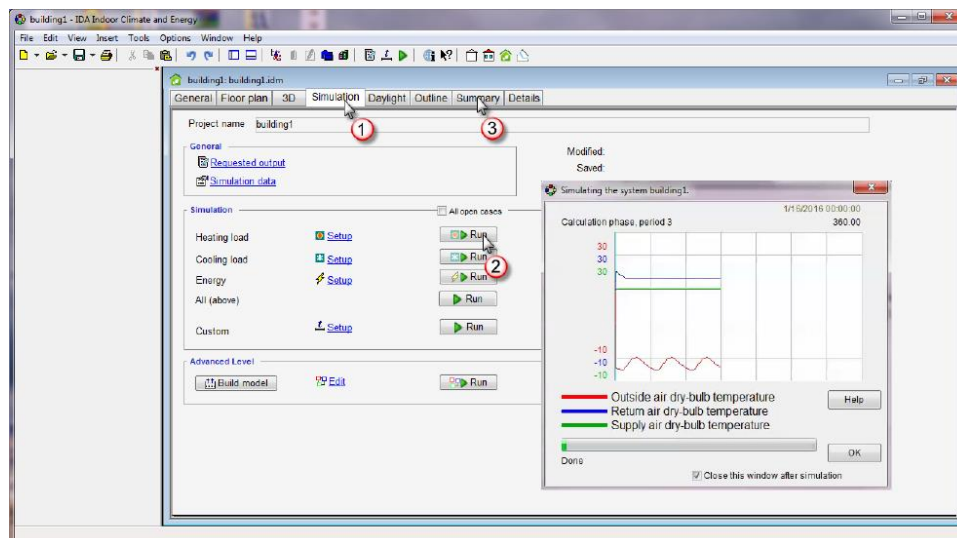 building1 - IDA Indoor Climate and Energy
File Edit View Insert Tools Options Window Help
building1: building1.idm
General Floor plan 3D Simulation Daylight Outline Summary Details
1
3
Project name building1
General
Requested output
Simulation data
Modified:
Saved:
Simulation
All open cases
Heating load Setup Run
2
Cooling load Setup Run
Energy Setup Run
All (above) Run
Custom Setup Run
Advanced Level
Build model Edit Run
Simulating the system building1.
1/16/2016 00:00:00
Calculation phase, period 3 360.00
30
30
30
-10
-10
-10
Outside air dry-bulb temperature
Return air dry-bulb temperature
Supply air dry-bulb temperature
Help
Done
OK
Close this window after simulation